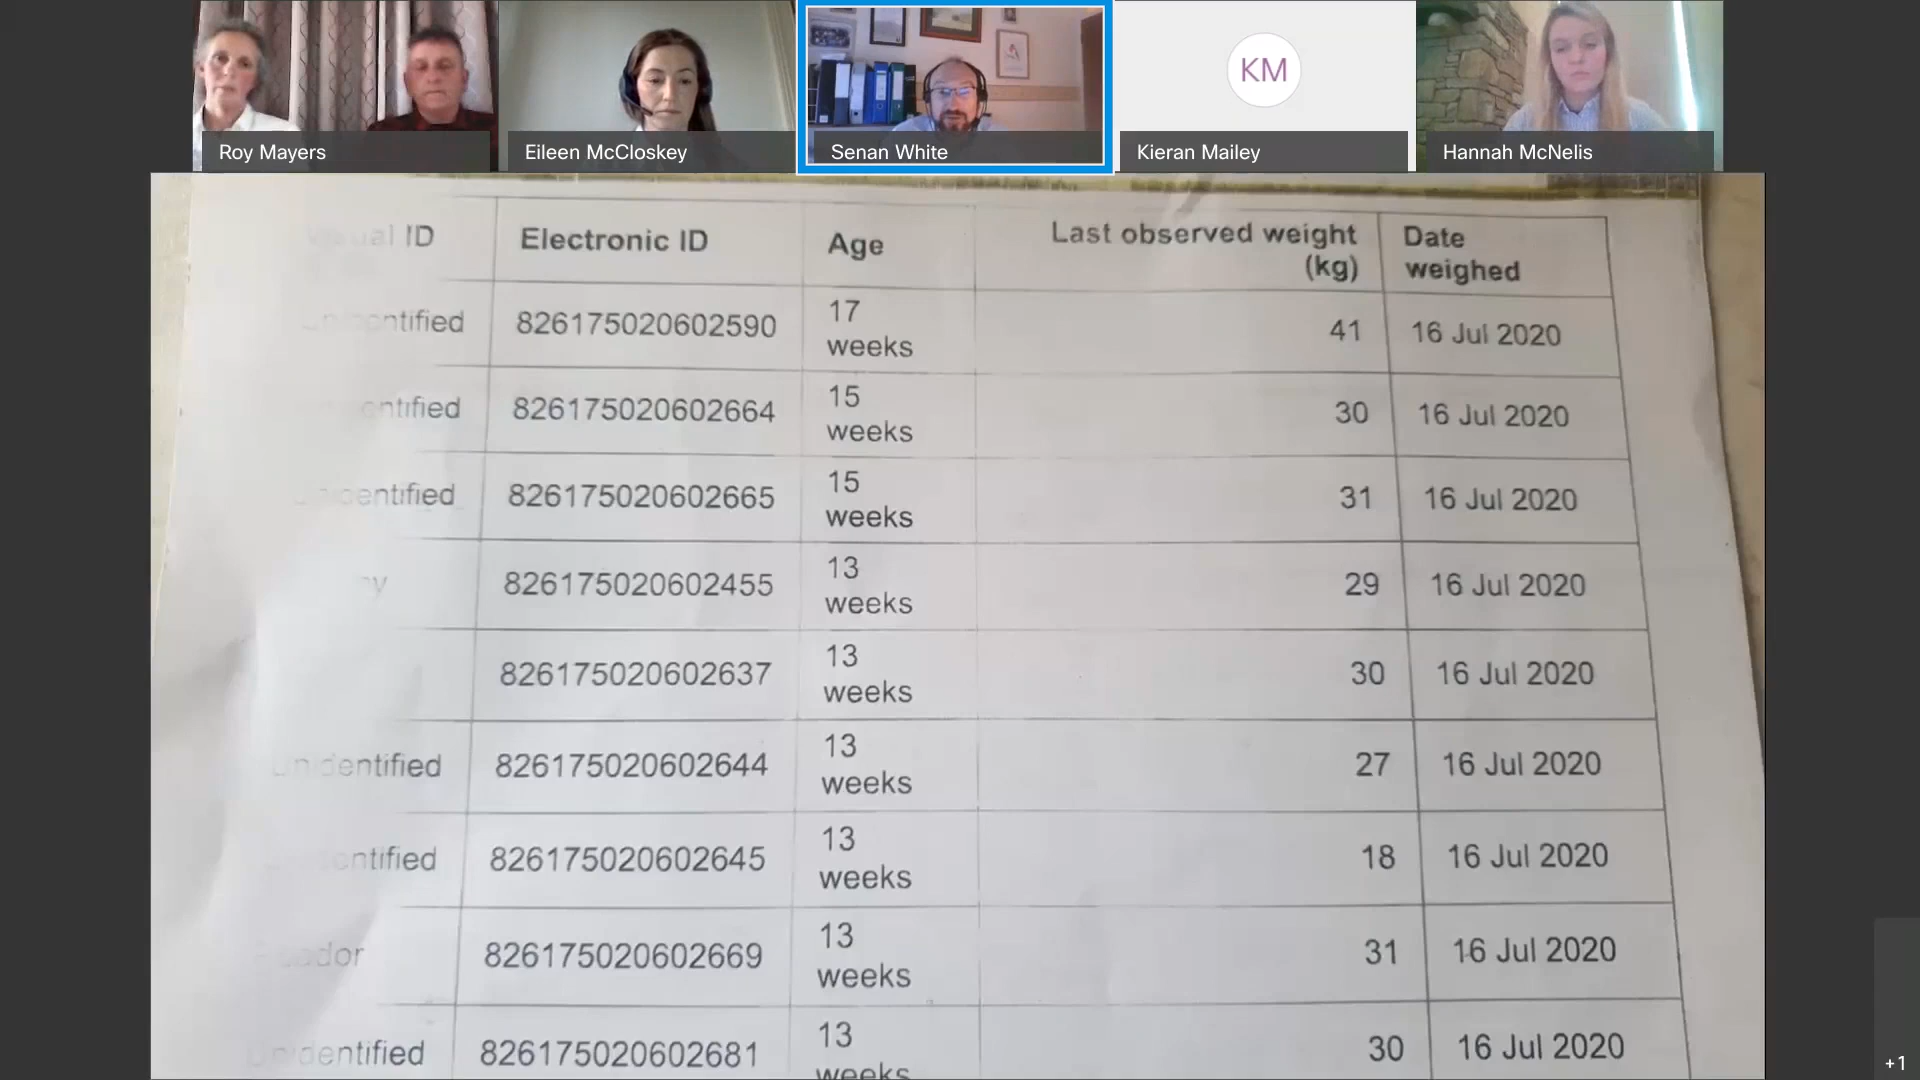 Roy Mayers
Eileen McCloskey
Senan White
KM
Kieran Mailey
Hannah McNelis
ID Electronic ID Age Last observed weight (kg) Date weighed
826175020602590 17 weeks 41 16 Jul 2020
826175020602664 15 weeks 30 16 Jul 2020
826175020602665 15 weeks 31 16 Jul 2020
826175020602455 13 weeks 29 16 Jul 2020
826175020602637 13 weeks 30 16 Jul 2020
Unidentified 826175020602644 13 weeks 27 16 Jul 2020
826175020602645 13 weeks 18 16 Jul 2020
826175020602669 13 weeks 31 16 Jul 2020
Unidentified 826175020602681 13 weeks 30 16 Jul 2020
+1